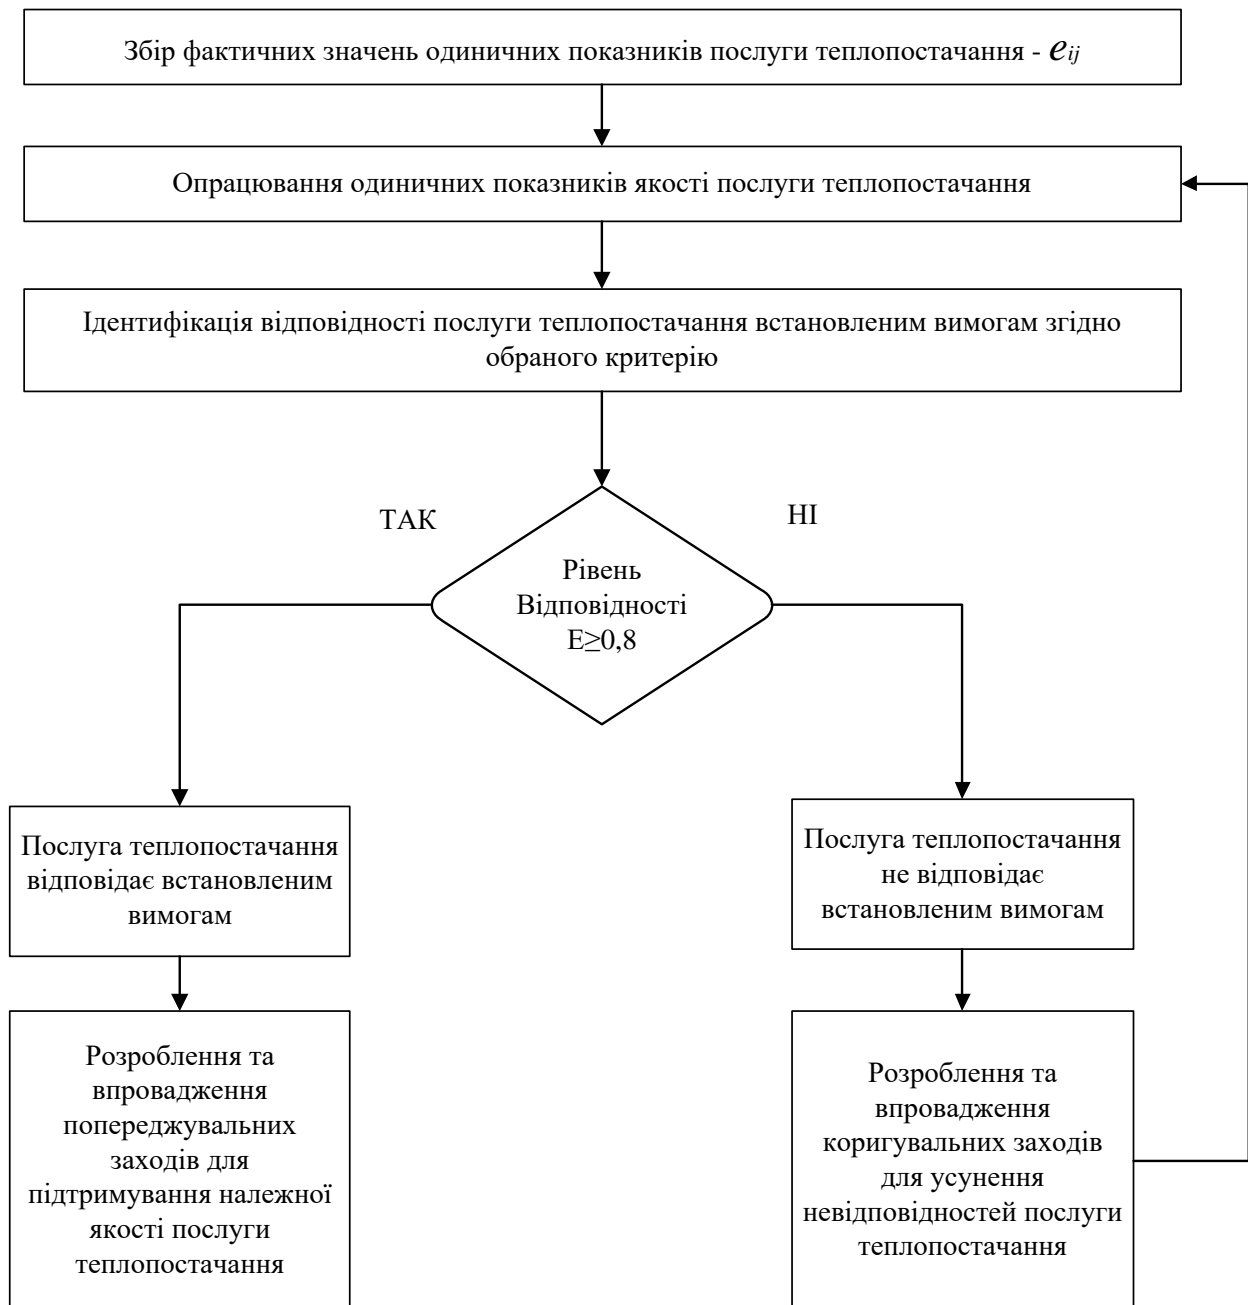 Збір фактичних значень одиничних показників послуги теплопостачання - eij
Опрацювання одиничних показників якості послуги теплопостачання
Ідентифікація відповідності послуги теплопостачання встановленим вимогам згідно
обраного критерію
ТАК
НІ
Рівень
Відповідності
Е≥0,8
Послуга теплопостачання
відповідає встановленим
вимогам
Послуга теплопостачання
не відповідає
встановленим вимогам
Розроблення та
впровадження
попереджувальних
заходів для
підтримування належної
якості послуги
теплопостачання
Розроблення та
впровадження
коригувальних заходів
для усунення
невідповідностей послуги
теплопостачання